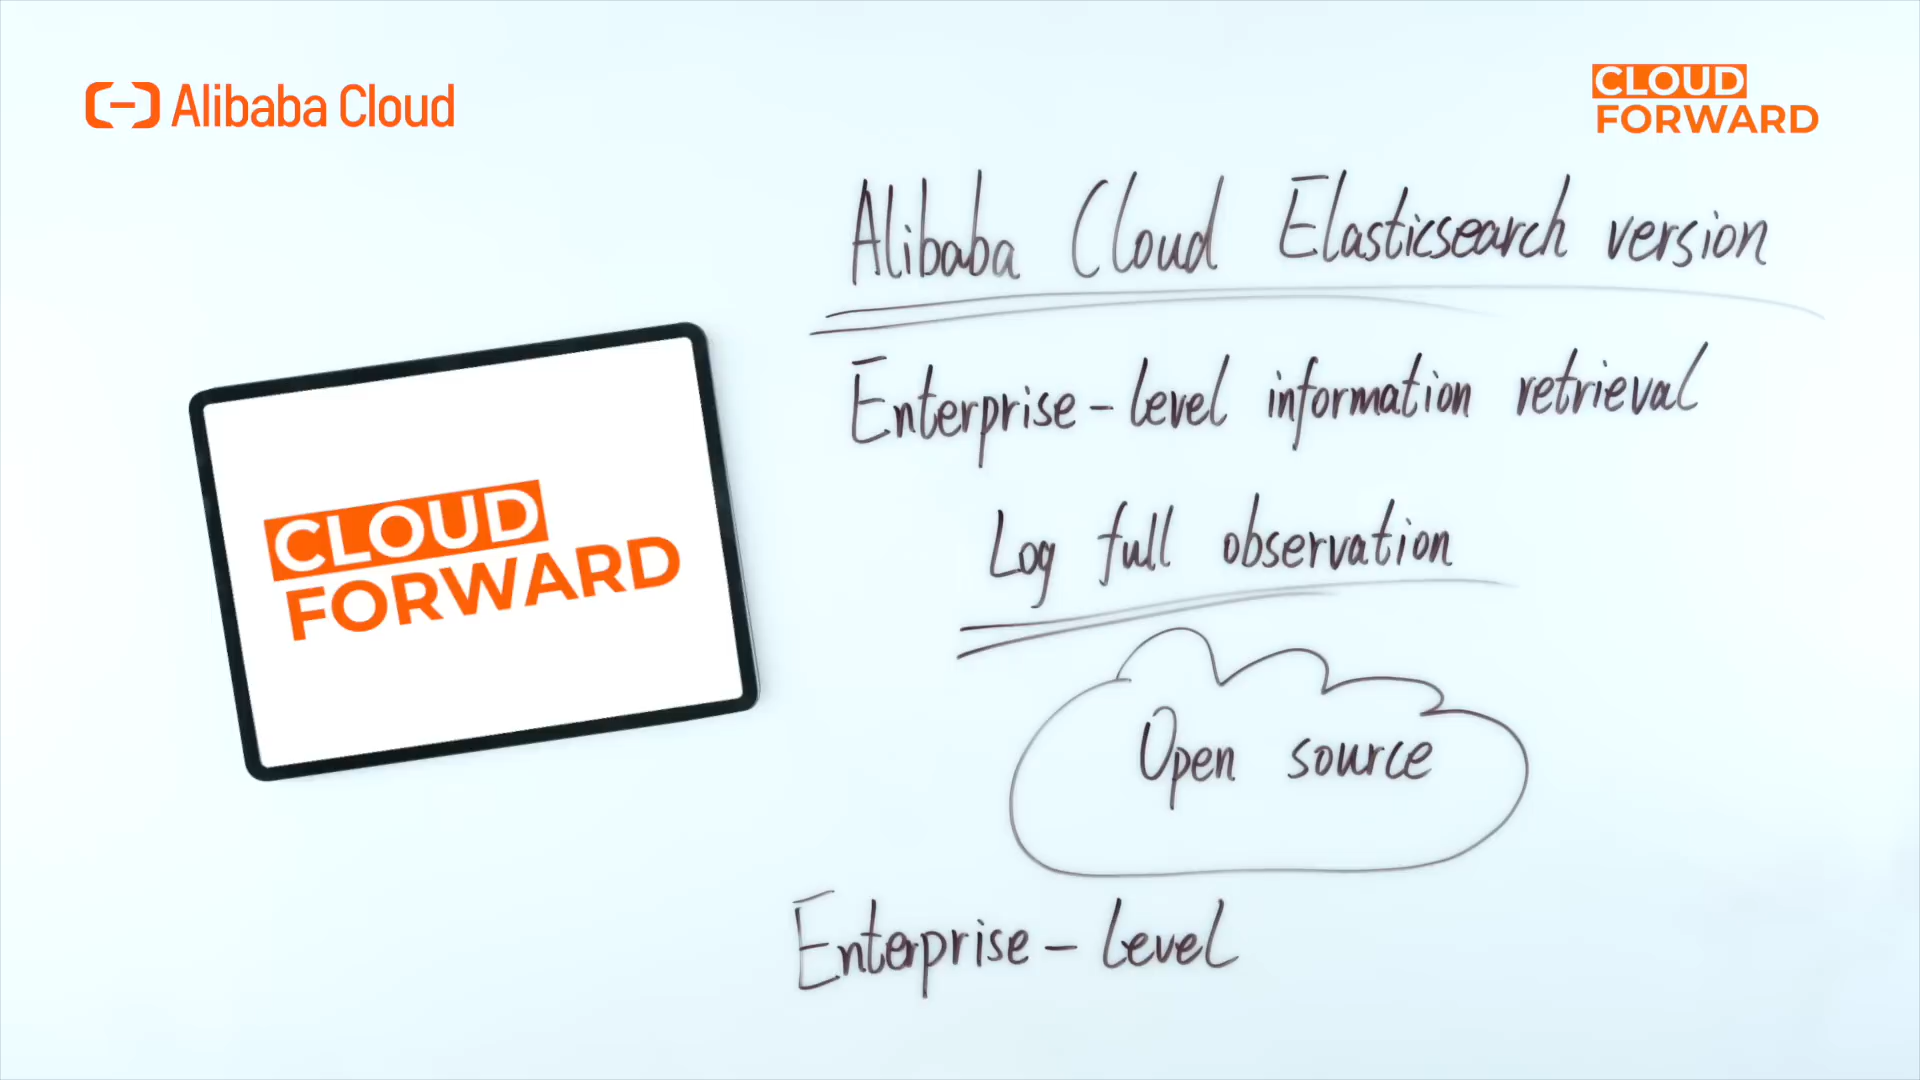 Alibaba Cloud
CLOUD
FORWARD
Alibaba Cloud Elasticsearch version
Enterprise-level information retrieval
Log full observation
CLOUD
FORWARD
Open source
Enterprise-level